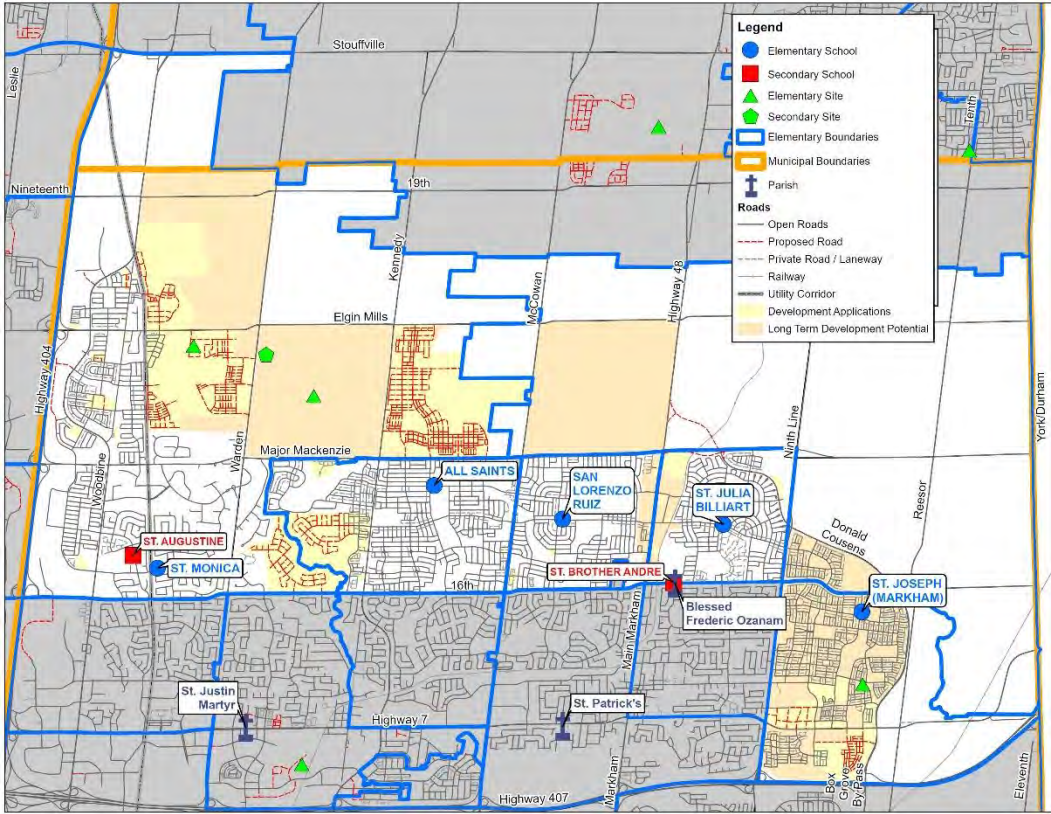 Stouffville
Leslie
Legend
Elementary School
Secondary School
Elementary Site
Secondary Site
Elementary Boundaries
Municipal Boundaries
Parish
Roads
Open Roads
Proposed Road
Private Road / Laneway
Railway
Utility Corridor
Development Applications
Long Term Development Potential
Tenth
Nineteenth
19th
Kennedy
McCowan
Highway 48
Elgin Mills
Highway 404
York/Durham
Ninth Line
Major Mackenzie
Warden
Woodbine
ALL SAINTS
SAN
LORENZO
RUIZ
ST. JULIA
BILLIART
Reesor
Donald
Cousens
ST. AUGUSTINE
ST. MONICA
16th
ST. BROTHER ANDRE
Blessed
Frederic Ozanam
ST. JOSEPH
(MARKHAM)
Main Markham
St. Justin
Martyr
St. Patrick's
Highway 7
Highway 407
Markham
Box
Grove
By Pass
Eleventh